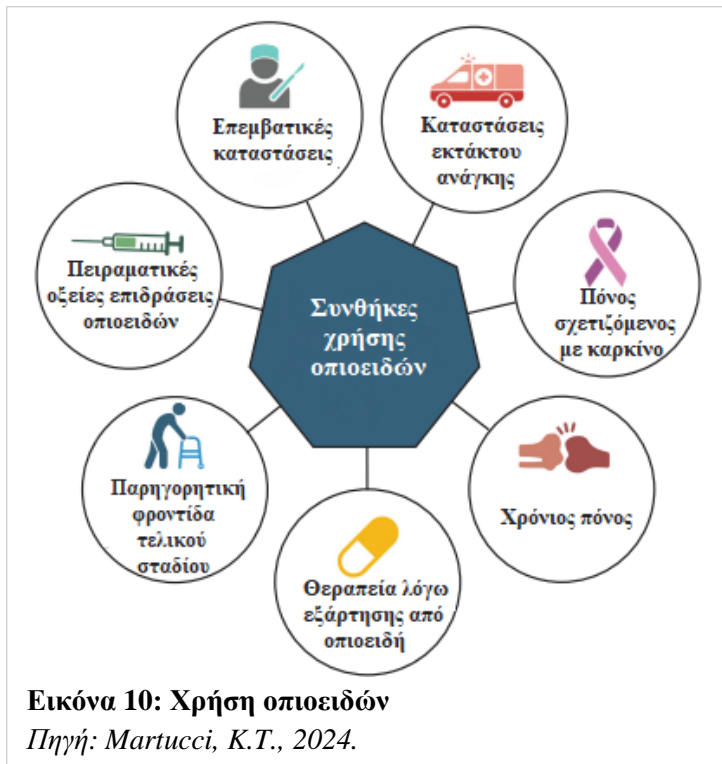 Επεμβατικές
καταστάσεις
Καταστάσεις
εκτάκτου
ανάγκης
Πειραματικές
οξείες επιδράσεις
οπιοειδών
Συνθήκες
χρήσης
οπιοειδών
Πόνος
σχετιζόμενος
με καρκίνο
Παρηγορητική
φροντίδα
τελικού
σταδίου
Χρόνιος πόνος
Θεραπεία λόγω
εξάρτησης από
οπιοειδή
Εικόνα 10: Χρήση οπιοειδών
Πηγή: Martucci, K.T., 2024.